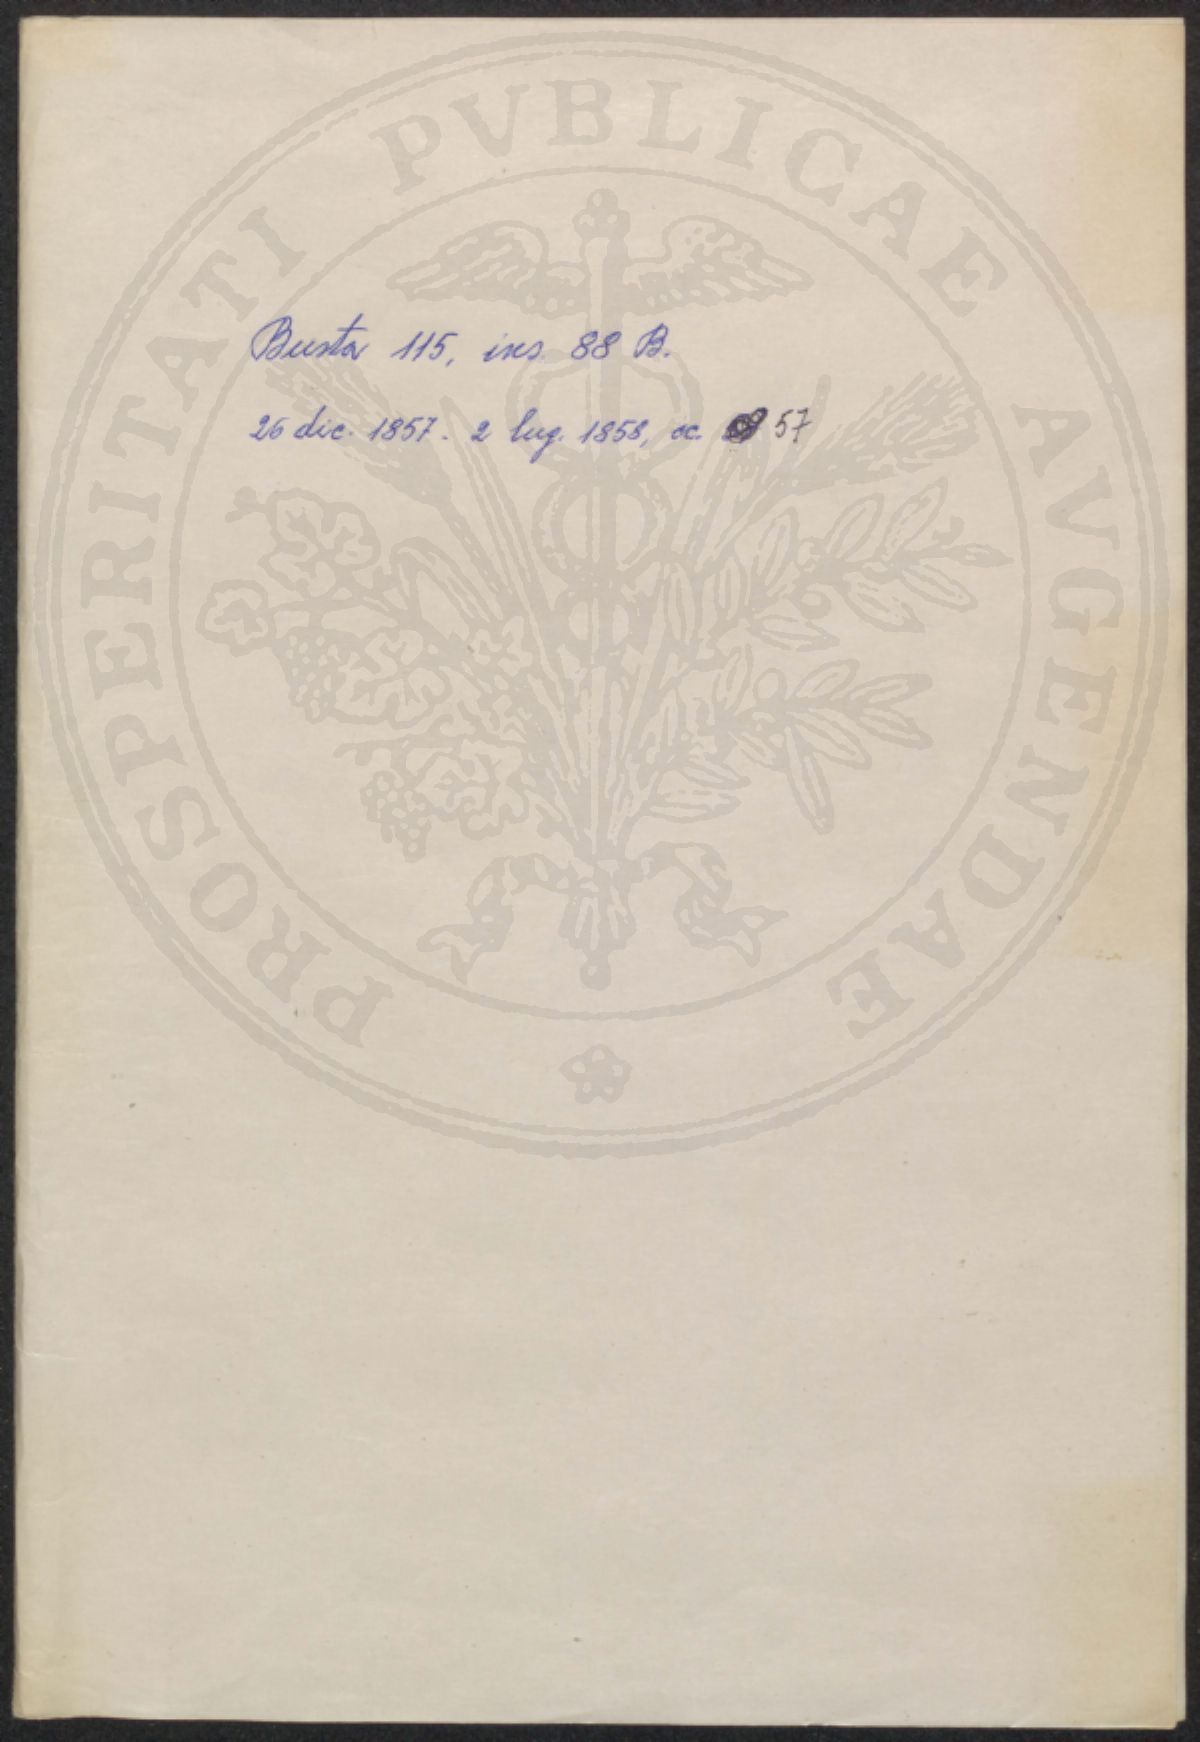 PROSPERITATI PVBLICAE AVGENDAE
Busta 115, ins. 88 B.
26 dic. 1857. 2 lug. 1858, cc. 57